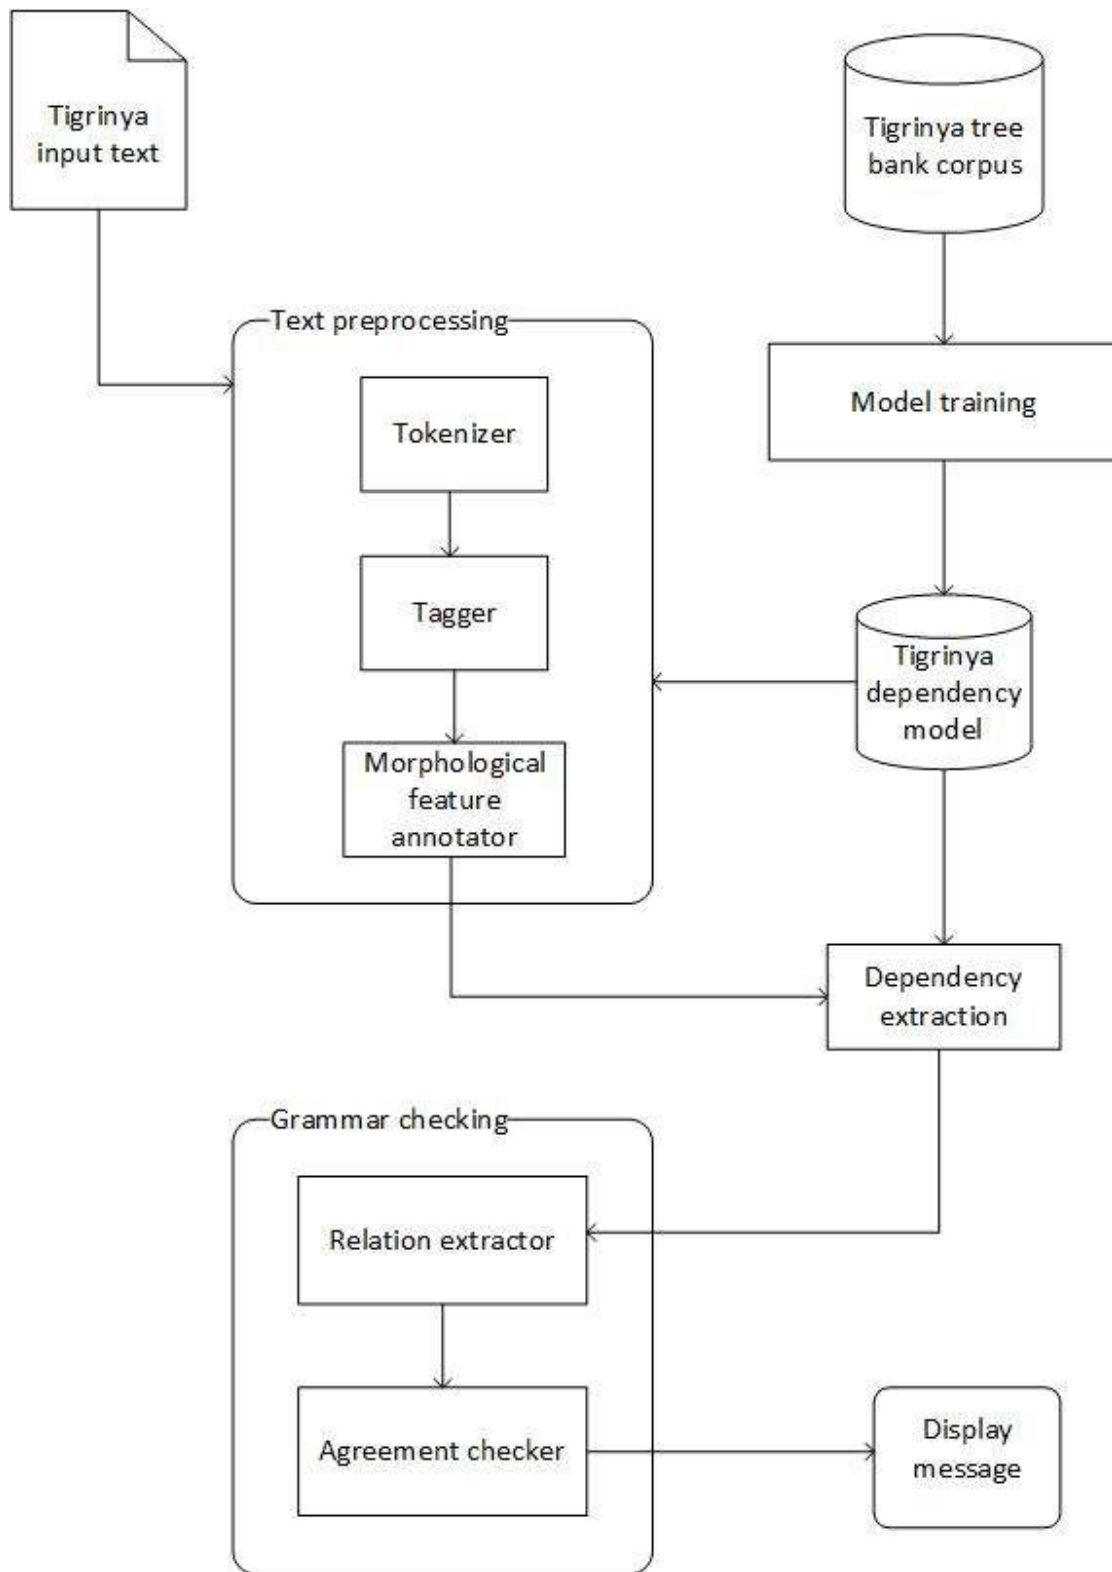 Tigrinya
input text
Tigrinya tree
bank corpus
Text preprocessing
Tokenizer
Model training
Tagger
Tigrinya
dependency
model
Morphological
feature
annotator
Dependency
extraction
Grammar checking
Relation extractor
Agreement checker
Display
message